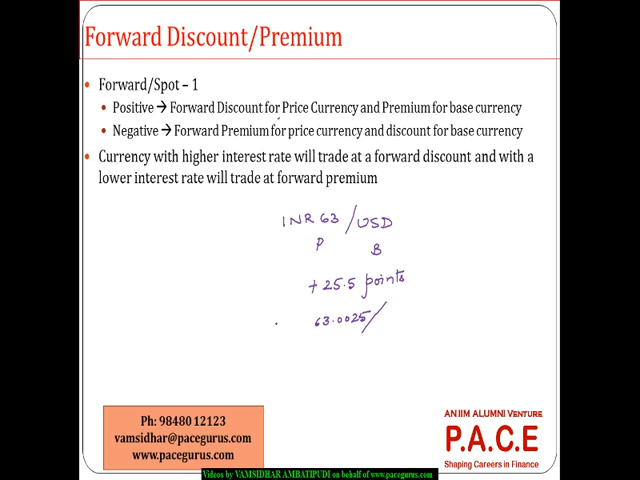 Forward Discount/Premium
• Forward/Spot – 1
• Positive → Forward Discount for Price Currency and Premium for base currency
• Negative → Forward Premium for price currency and discount for base currency
• Currency with higher interest rate will trade at a forward discount and with a
lower interest rate will trade at forward premium
INR 63 / USD
P B
+ 25.5 points
63.0025 /
Ph: 98480 12123
vamsidhar@pacegurus.com
www.pacegurus.com
AN IIM ALUMNI VENTURE
P.A.C.E
Shaping Careers in Finance
Videos by VAMSIDHAR AMBATIPUDI on behalf of www.pacegurus.com